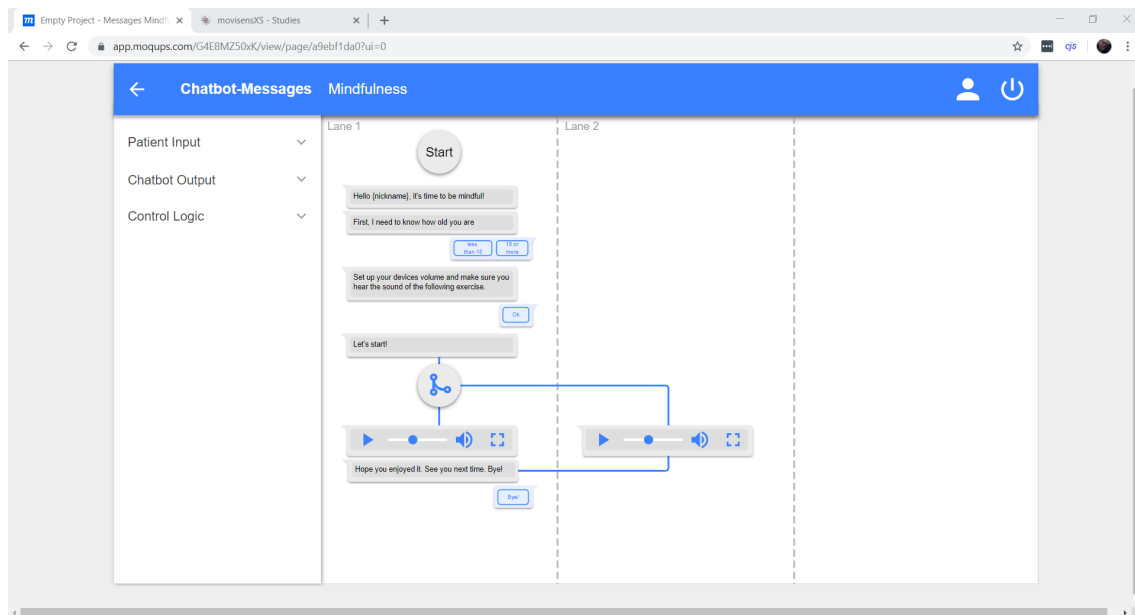 m Empty Project - Messages Mindf
movisensXS - Studies
app.moqups.com/G4E8MZ50xK/view/page/a9ebf1da0?ui=0
cjs
Chatbot-Messages Mindfulness
Patient Input
Chatbot Output
Control Logic
Lane 1
Lane 2
Start
Hello {nickname}, it's time to be mindful!
First, I need to know how old you are
less
than 18
18 or
more
Set up your devices volume and make sure you
hear the sound of the following exercise.
Ok
Let's start!
Hope you enjoyed it. See you next time. Bye!
Bye!